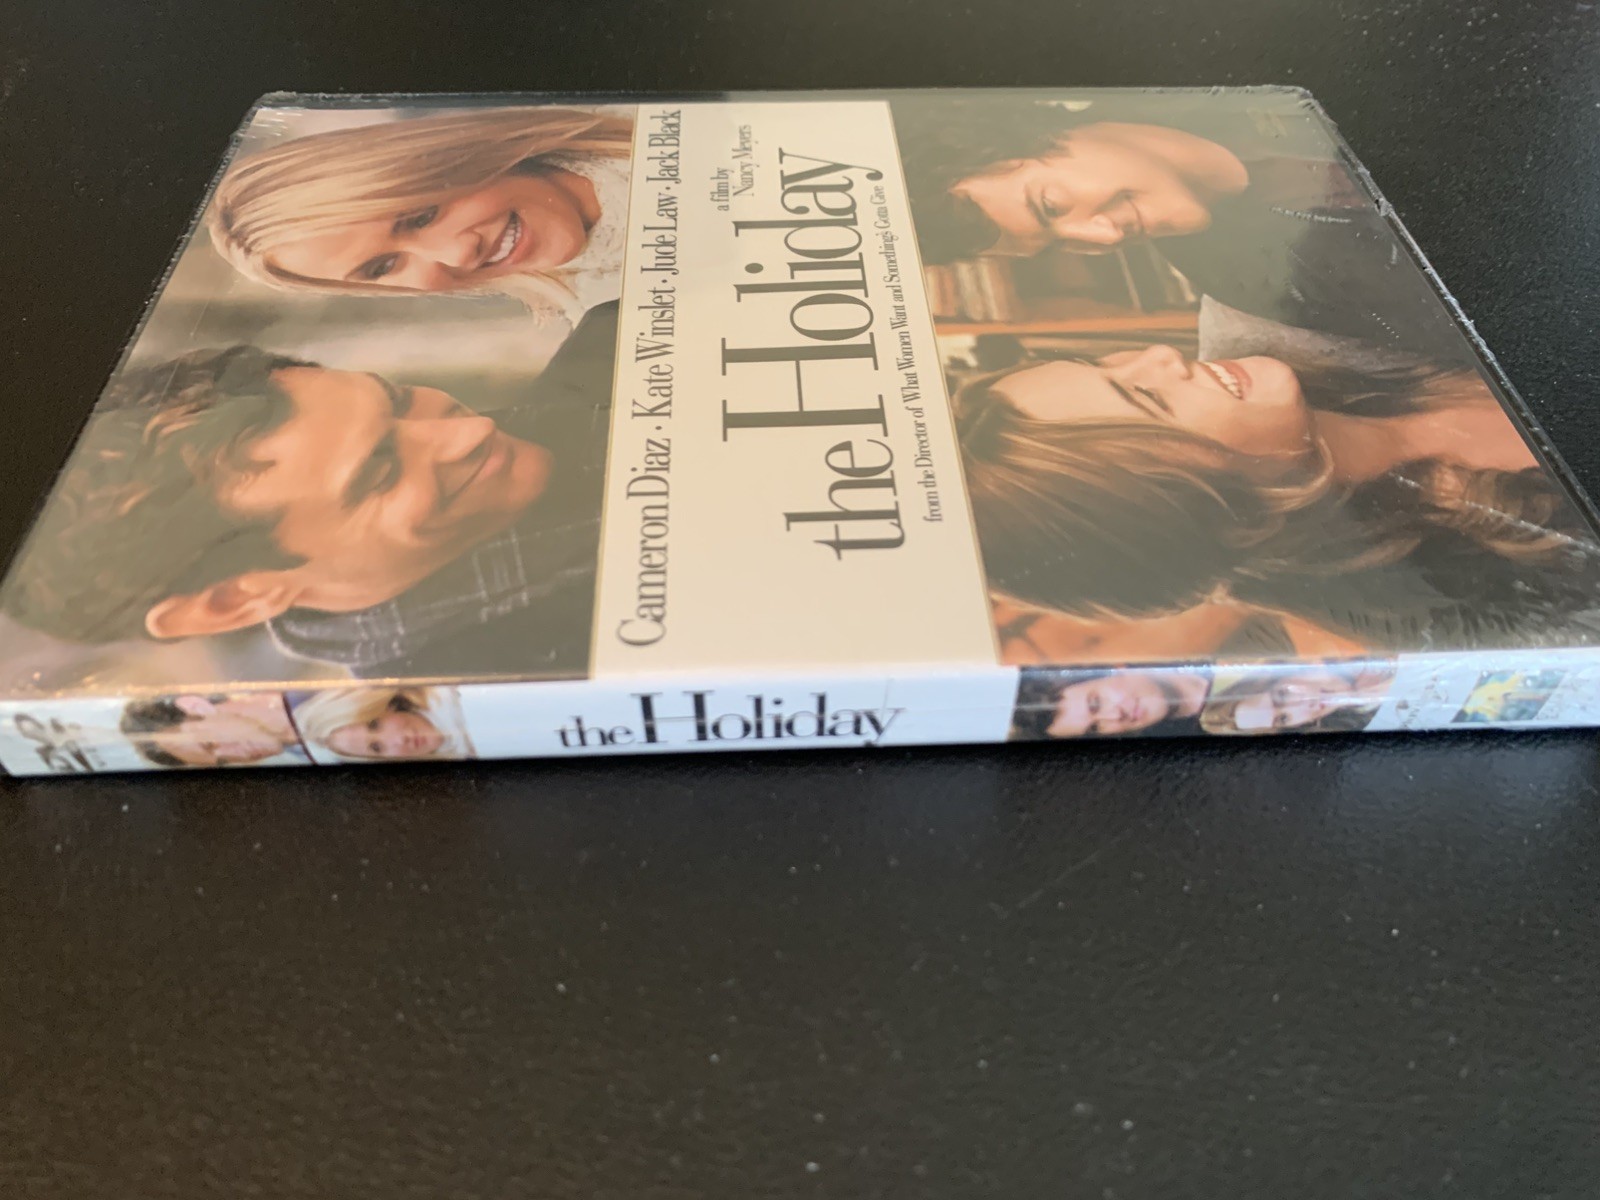 Cameron Diaz · Kate Winslet · Jude Law · Jack Black
a film by
Nancy Meyers
the Holiday
from the Director of What Women Want and Something's Gotta Give
the Holiday